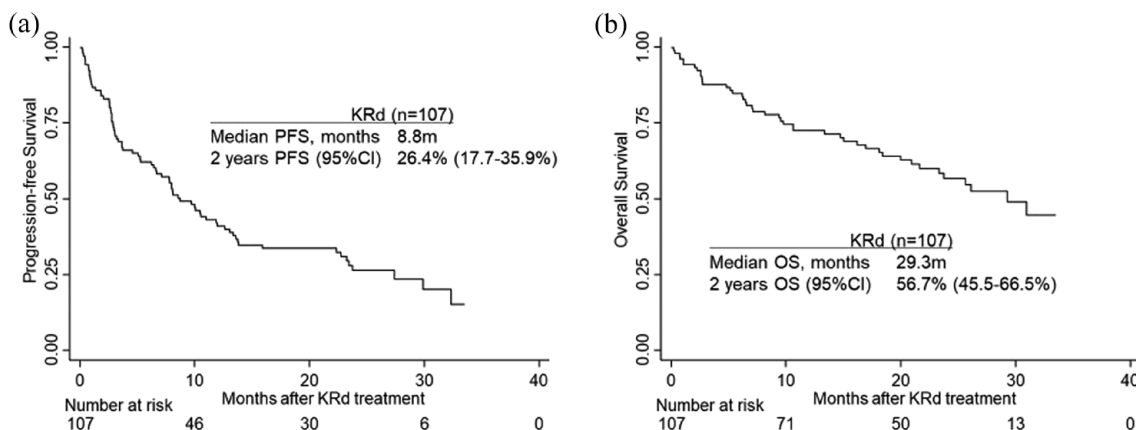 (a)
1.00
0.75
0.50
0.25
0.00
Progression-free Survival
KRd (n=107)
Median PFS, months 8.8m
2 years PFS (95%CI) 26.4% (17.7-35.9%)
0 10 20 30 40
Months after KRd treatment
Number at risk
107 46 30 6 0
(b)
1.00
0.75
0.50
0.25
0.00
Overall Survival
KRd (n=107)
Median OS, months 29.3m
2 years OS (95%CI) 56.7% (45.5-66.5%)
0 10 20 30 40
Months after KRd treatment
Number at risk
107 71 50 13 0